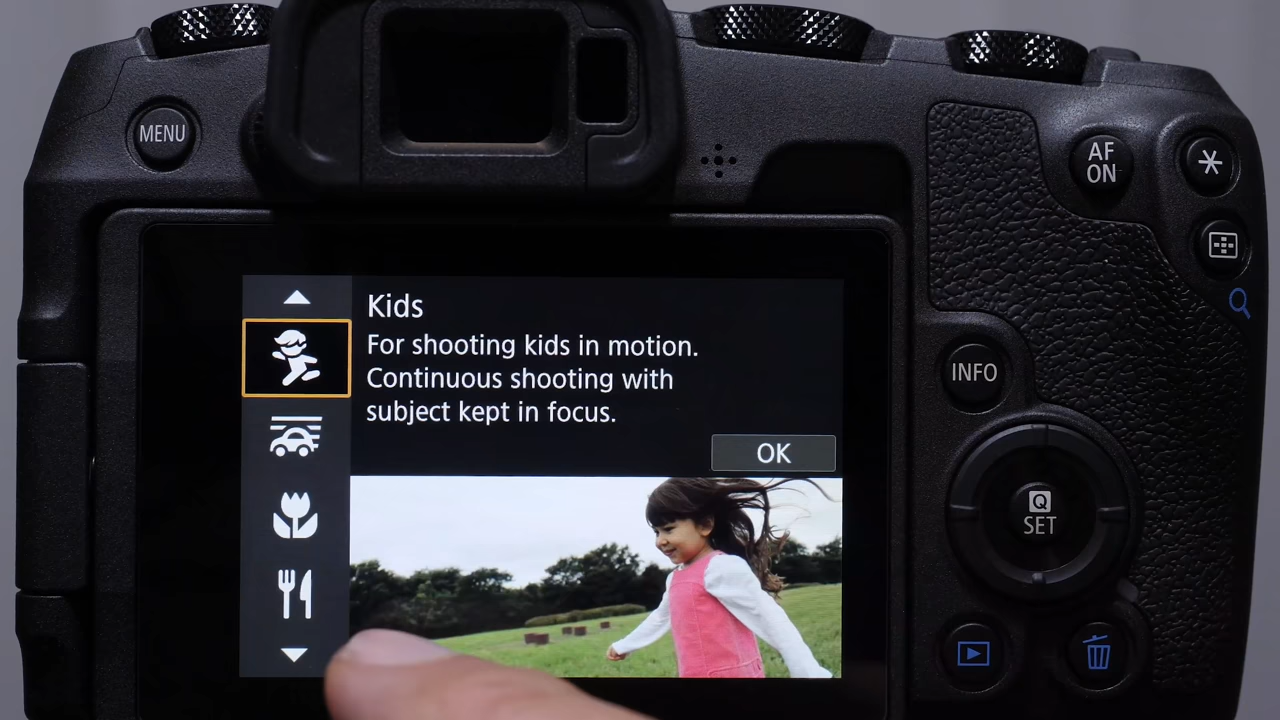 MENU
AF
ON
Kids
For shooting kids in motion.
Continuous shooting with
subject kept in focus.
OK
INFO
Q
SET